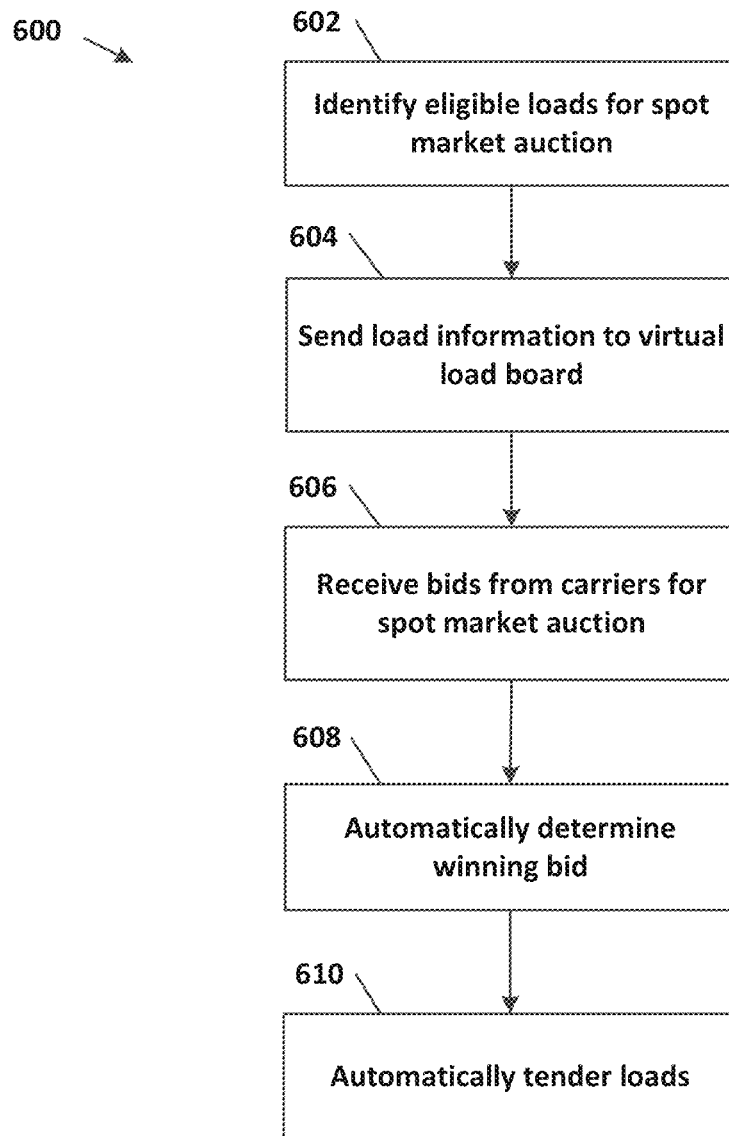 600
602
Identify eligible loads for spot
market auction
604
Send load information to virtual
load board
606
Receive bids from carriers for
spot market auction
608
Automatically determine
winning bid
610
Automatically tender loads